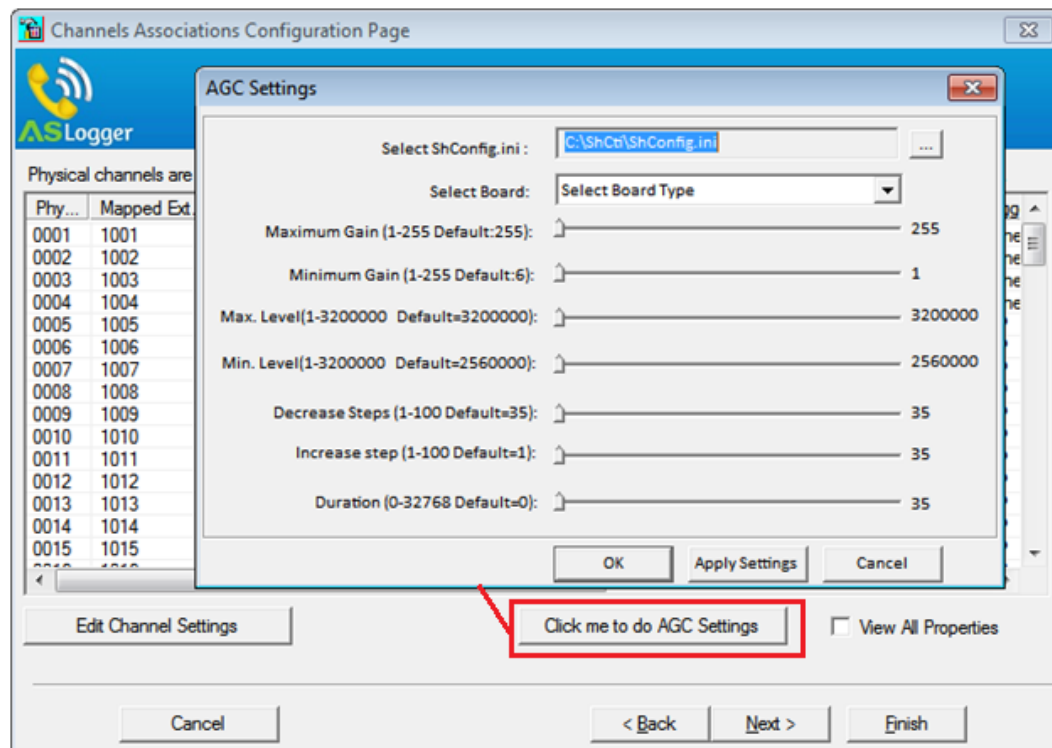 Channels Associations Configuration Page
ASLogger
AGC Settings
Physical channels are
Phy... Mapped Ext.
0001 1001
0002 1002
0003 1003
0004 1004
0005 1005
0006 1006
0007 1007
0008 1008
0009 1009
0010 1010
0011 1011
0012 1012
0013 1013
0014 1014
0015 1015
Select ShConfig.ini : C:\ShCti\ShConfig.ini ...
Select Board: Select Board Type
Maximum Gain (1-255 Default:255): 255
Minimum Gain (1-255 Default:6): 1
Max. Level(1-3200000 Default=3200000): 3200000
Min. Level(1-3200000 Default=2560000): 2560000
Decrease Steps (1-100 Default=35): 35
Increase step (1-100 Default=1): 35
Duration (0-32768 Default=0): 35
OK Apply Settings Cancel
Edit Channel Settings Click me to do AGC Settings View All Properties
Cancel < Back Next > Finish